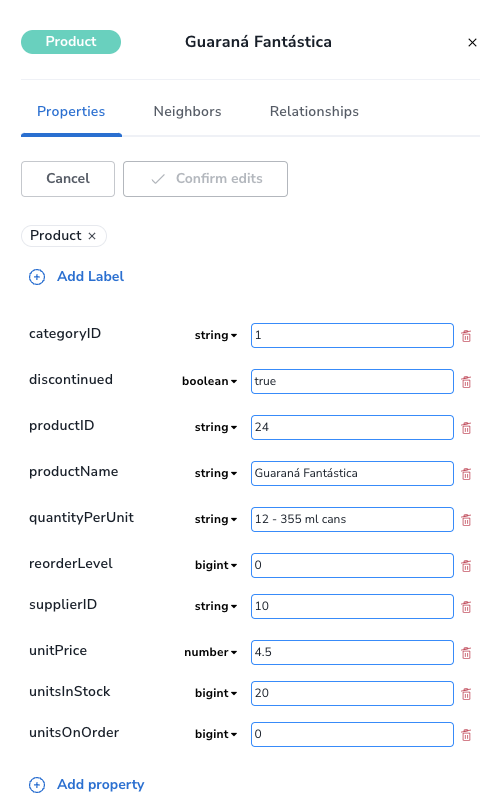 Product Guaraná Fantástica ×
Properties Neighbors Relationships
Cancel Confirm edits
Product ×
Add Label
categoryID string 1
discontinued boolean true
productID string 24
productName string Guaraná Fantástica
quantityPerUnit string 12 - 355 ml cans
reorderLevel bigint 0
supplierID string 10
unitPrice number 4.5
unitsInStock bigint 20
unitsOnOrder bigint 0
Add property